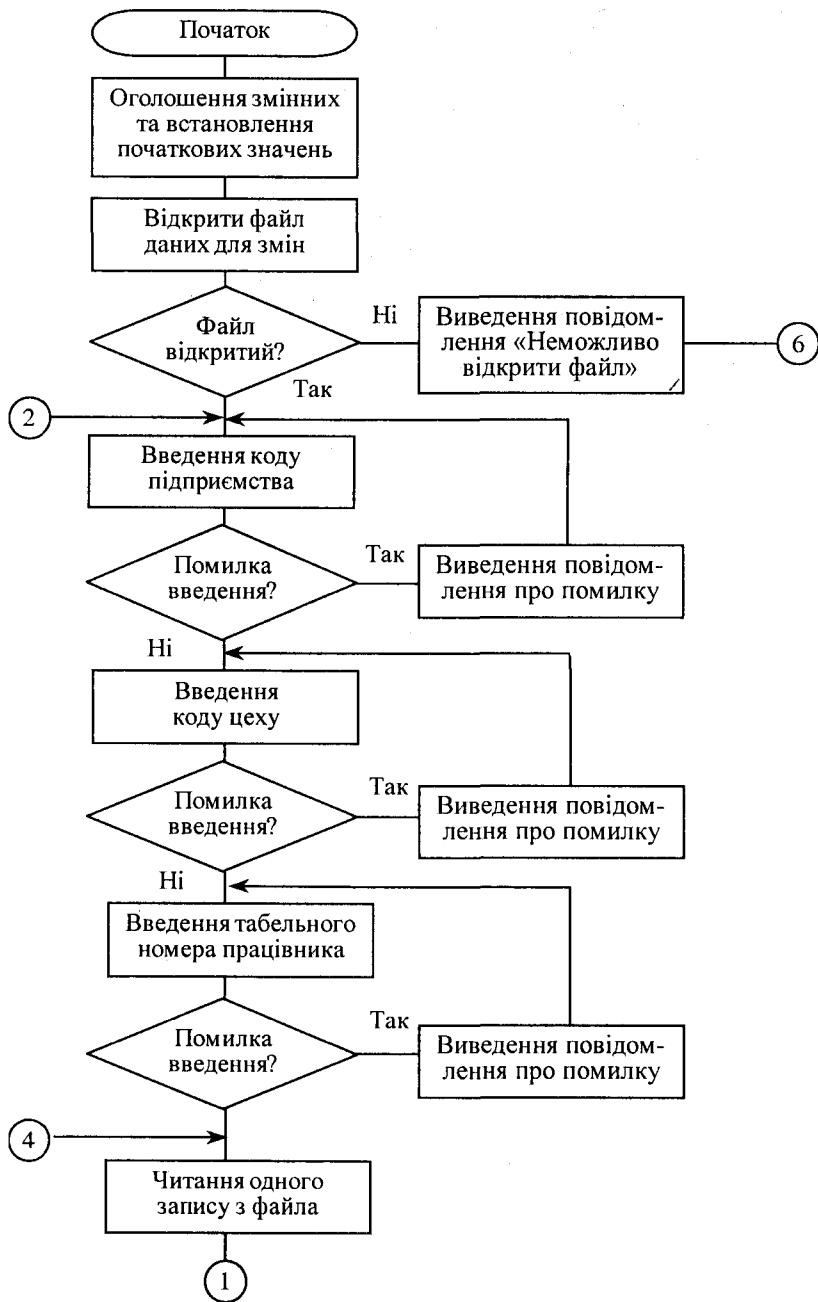 Початок
Оголошення змінних
та встановлення
початкових значень
Відкрити файл
даних для змін
Файл
відкритий?
Ні
Виведення повідом-
лення «Неможливо
відкрити файл»
6
Так
2
Введення коду
підприємства
Помилка
введення?
Так
Виведення повідом-
лення про помилку
Ні
Введення
коду цеху
Помилка
введення?
Так
Виведення повідом-
лення про помилку
Ні
Введення табельного
номера працівника
Помилка
введення?
Так
Виведення повідом-
лення про помилку
4
Читання одного
запису з файла
1